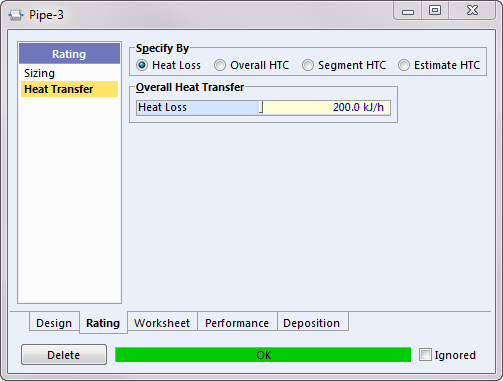 Pipe-3
Rating
Sizing
Heat Transfer
Specify By
Heat Loss Overall HTC Segment HTC Estimate HTC
Overall Heat Transfer
Heat Loss 200.0 kJ/h
Design Rating Worksheet Performance Deposition
Delete OK Ignored